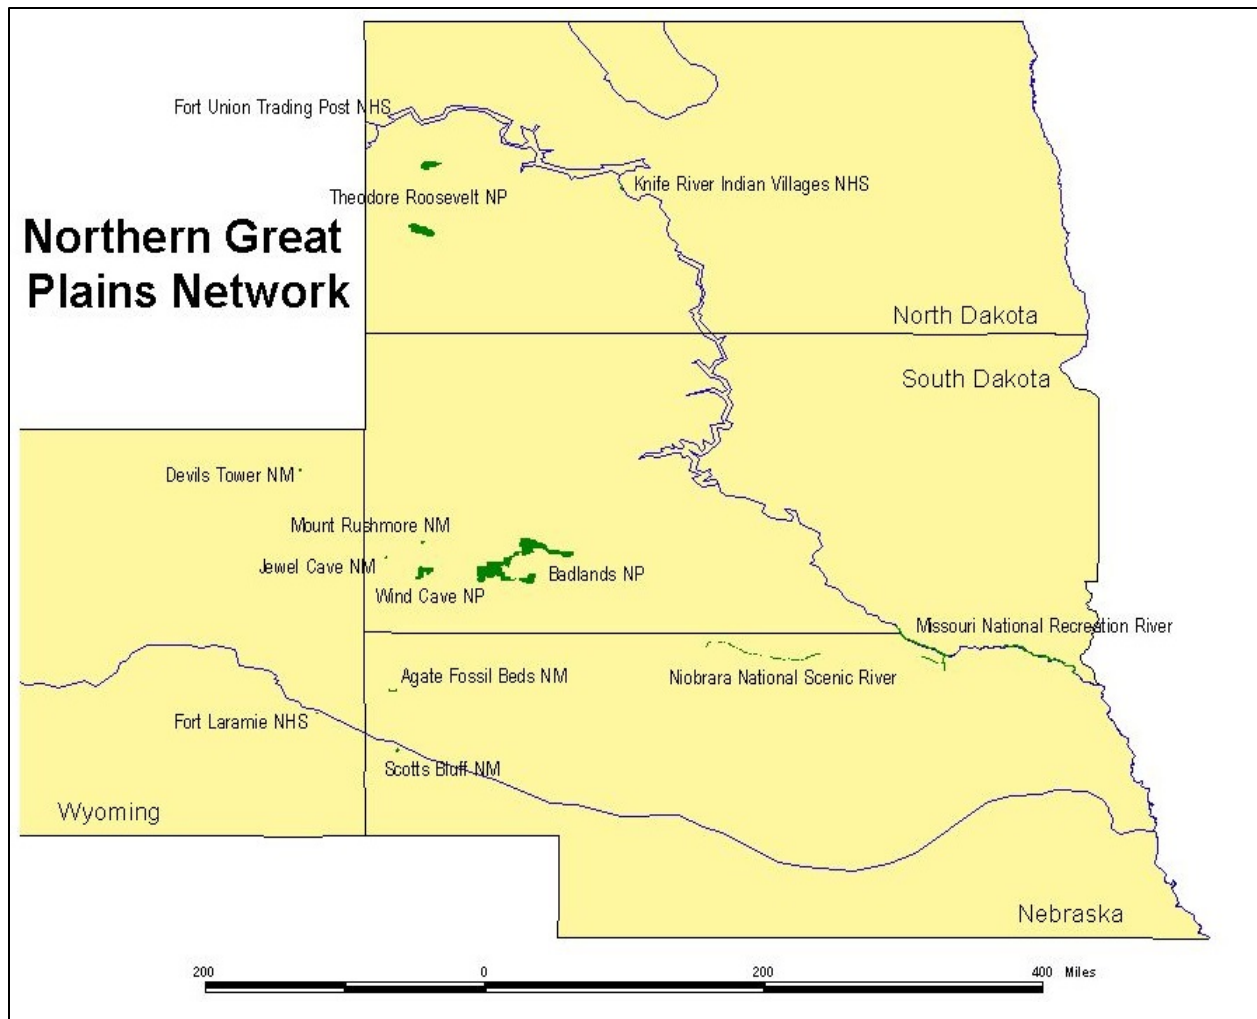 Fort Union Trading Post NHS
Knife River Indian Villages NHS
Theodore Roosevelt NP
Northern Great
Plains Network
North Dakota
South Dakota
Devils Tower NM
Mount Rushmore NM
Jewel Cave NM
Badlands NP
Wind Cave NP
Missouri National Recreation River
Agate Fossil Beds NM
Niobrara National Scenic River
Fort Laramie NHS
Scotts Bluff NM
Wyoming
Nebraska
200 0 200 400 Miles